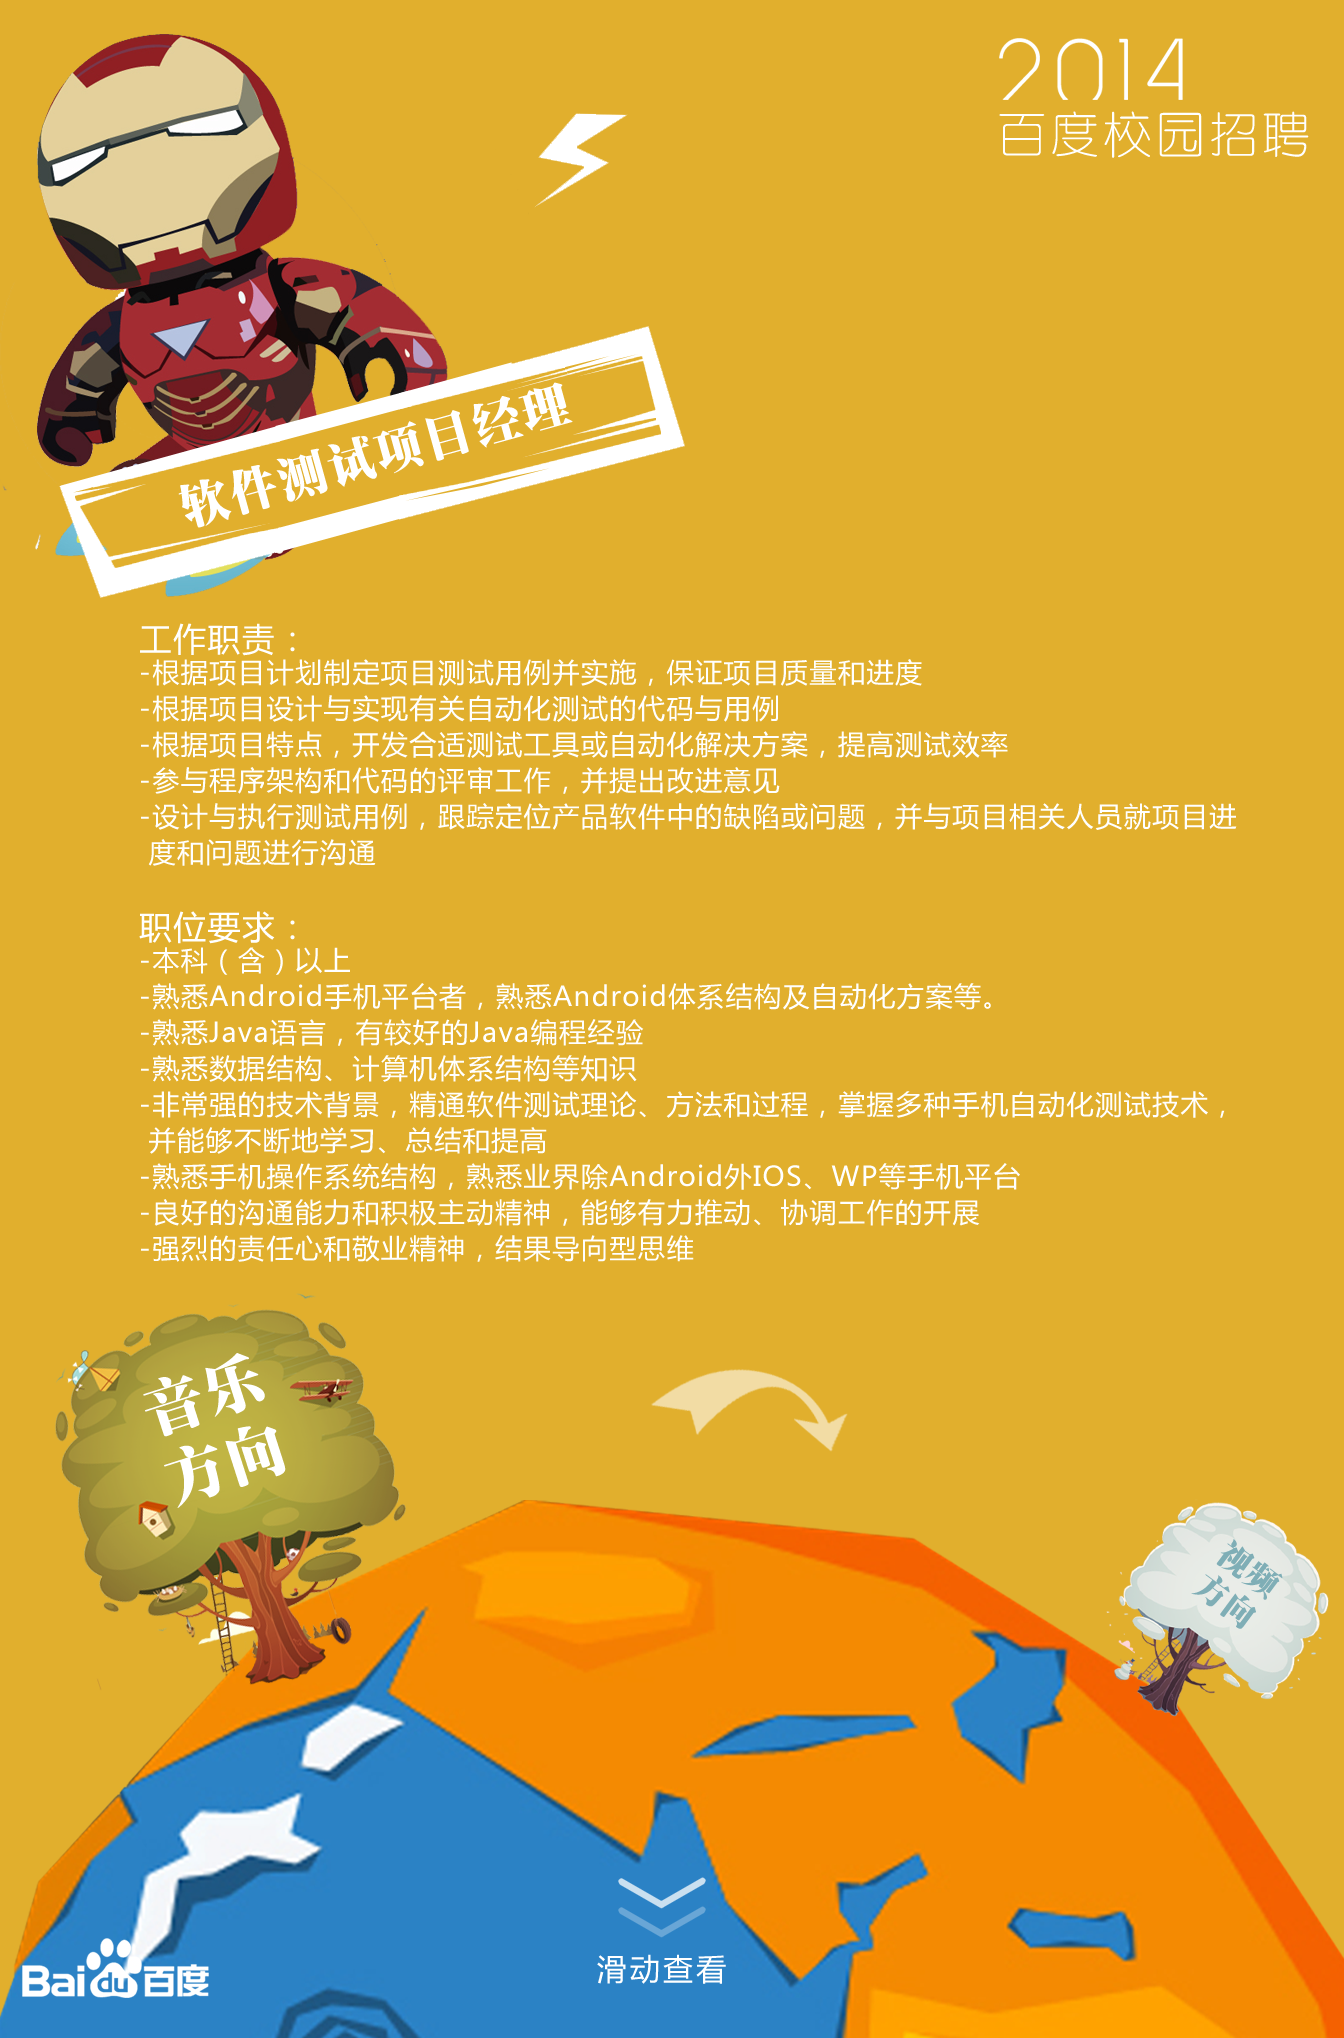 2014
百度校园招聘
软件测试项目经理
工作职责：
-根据项目计划制定项目测试用例并实施，保证项目质量和进度
-根据项目设计与实现有关自动化测试的代码与用例
-根据项目特点，开发合适测试工具或自动化解决方案，提高测试效率
-参与程序架构和代码的评审工作，并提出改进意见
-设计与执行测试用例，跟踪定位产品软件中的缺陷或问题，并与项目相关人员就项目进
度和问题进行沟通
职位要求：
-本科（含）以上
-熟悉Android手机平台者，熟悉Android体系结构及自动化方案等。
-熟悉Java语言，有较好的Java编程经验
-熟悉数据结构、计算机体系结构等知识
-非常强的技术背景，精通软件测试理论、方法和过程，掌握多种手机自动化测试技术，
并能够不断地学习、总结和提高
-熟悉手机操作系统结构，熟悉业界除Android外IOS、WP等手机平台
-良好的沟通能力和积极主动精神，能够有力推动、协调工作的开展
-强烈的责任心和敬业精神，结果导向型思维
音乐
方向
视频
方向
滑动查看
Baidu百度